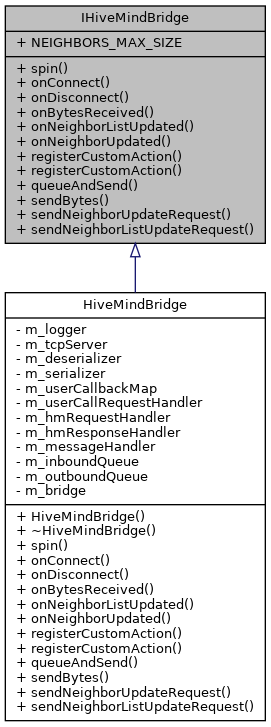 IHiveMindBridge
+ NEIGHBORS_MAX_SIZE
+ spin()
+ onConnect()
+ onDisconnect()
+ onBytesReceived()
+ onNeighborListUpdated()
+ onNeighborUpdated()
+ registerCustomAction()
+ registerCustomAction()
+ queueAndSend()
+ sendBytes()
+ sendNeighborUpdateRequest()
+ sendNeighborListUpdateRequest()
HiveMindBridge
- m_logger
- m_tcpServer
- m_deserializer
- m_serializer
- m_userCallbackMap
- m_userCallRequestHandler
- m_hmRequestHandler
- m_hmResponseHandler
- m_messageHandler
- m_inboundQueue
- m_outboundQueue
- m_bridge
+ HiveMindBridge()
+ ~HiveMindBridge()
+ spin()
+ onConnect()
+ onDisconnect()
+ onBytesReceived()
+ onNeighborListUpdated()
+ onNeighborUpdated()
+ registerCustomAction()
+ registerCustomAction()
+ queueAndSend()
+ sendBytes()
+ sendNeighborUpdateRequest()
+ sendNeighborListUpdateRequest()